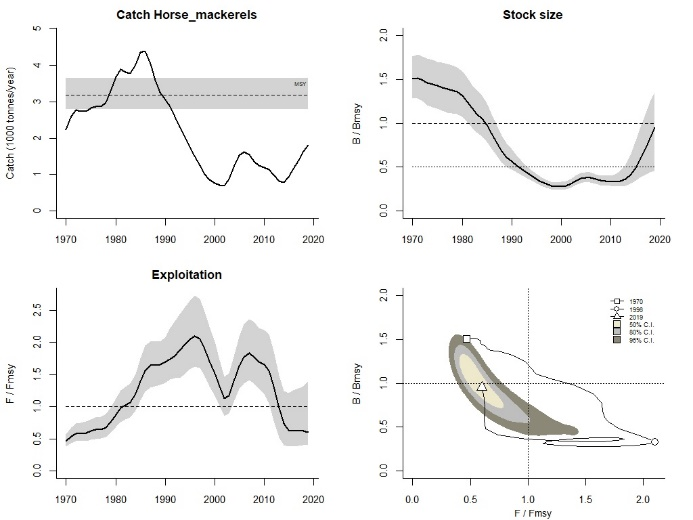 Catch Horse_mackerels
Catch (1000 tonnes/year)
5
4
3
2
1
0
MSY
1970 1980 1990 2000 2010 2020
Stock size
B / Bmsy
2.0
1.5
1.0
0.5
0.0
1970 1980 1990 2000 2010 2020
Exploitation
F / Fmsy
2.5
2.0
1.5
1.0
0.5
0.0
1970 1980 1990 2000 2010 2020
B / Bmsy
2.0
1.5
1.0
0.5
0.0
1970
1996
2019
50% C.I.
80% C.I.
95% C.I.
0.0 0.5 1.0 1.5 2.0
F / Fmsy